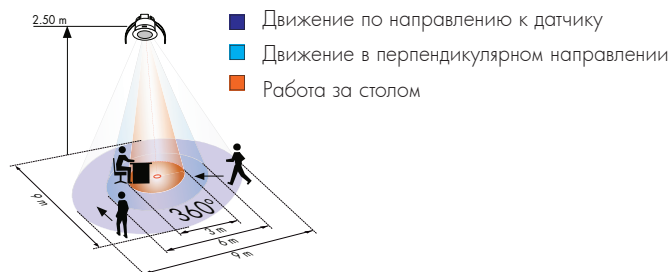 2.50 m
Движение по направлению к датчику
Движение в перпендикулярном направлении
Работа за столом
9 m
360°
3 m
6 m
9 m